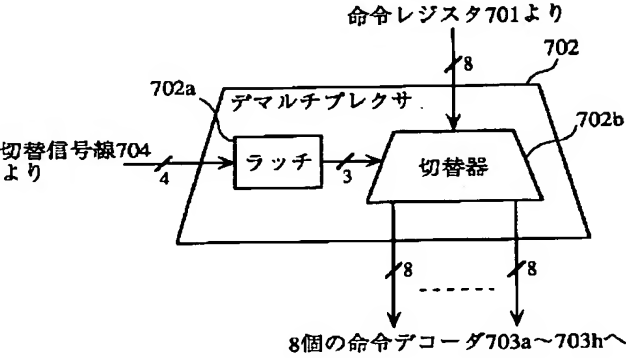 命令レジスタ701より
8
702
702a
デマルチプレクサ
702b
切替信号線704
より
4
ラッチ
3
切替器
8
8
8個の命令デコーダ703a～703hへ